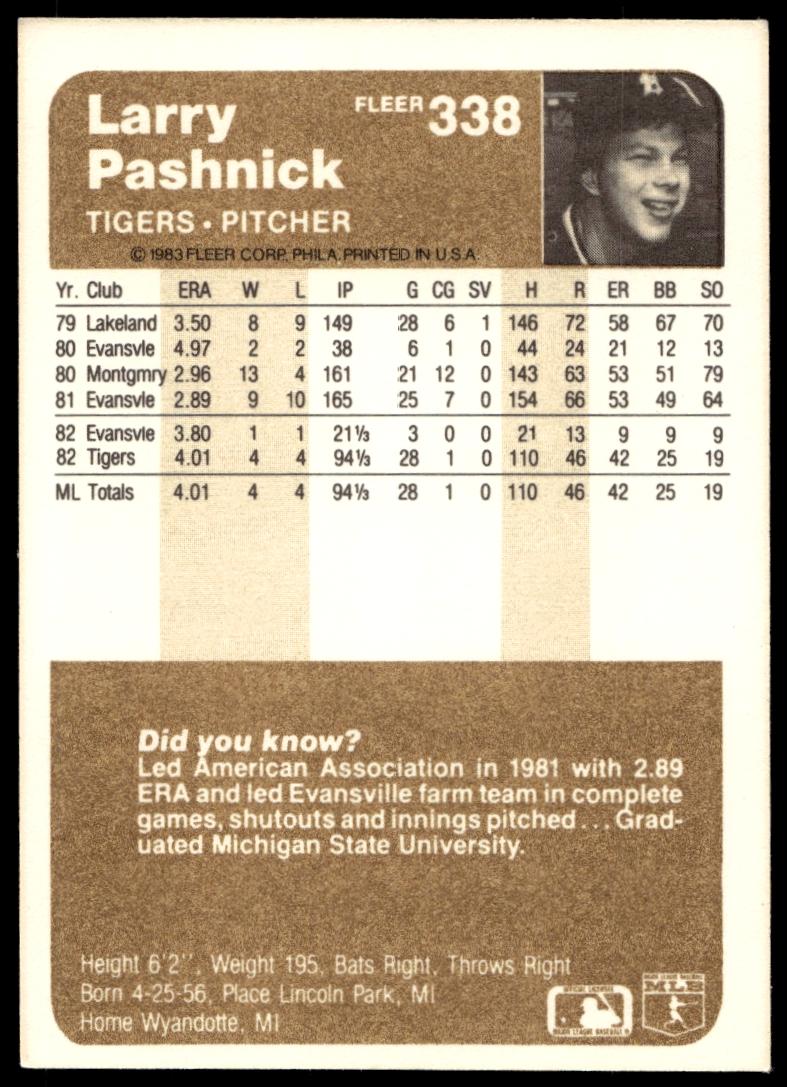 Larry
Pashnick
FLEER 338
TIGERS • PITCHER
© 1983 FLEER CORP. PHILA. PRINTED IN U.S.A.
Yr. Club ERA W L IP G CG SV H R ER BB SO
79 Lakeland 3.50 8 9 149 28 6 1 146 72 58 67 70
80 Evansvle 4.97 2 2 38 6 1 0 44 24 21 12 13
80 Montgmry 2.96 13 4 161 21 12 0 143 63 53 51 79
81 Evansvle 2.89 9 10 165 25 7 0 154 66 53 49 64
82 Evansvle 3.80 1 1 21⅓ 3 0 0 21 13 9 9 9
82 Tigers 4.01 4 4 94⅓ 28 1 0 110 46 42 25 19
ML Totals 4.01 4 4 94⅓ 28 1 0 110 46 42 25 19
Did you know?
Led American Association in 1981 with 2.89
ERA and led Evansville farm team in complete
games, shutouts and innings pitched...Grad-
uated Michigan State University.
Height 6'2'', Weight 195, Bats Right, Throws Right
Born 4-25-56, Place Lincoln Park, MI
Home Wyandotte, MI
OFFICIAL LICENSEE
MAJOR LEAGUE BASEBALL ®
MAJOR LEAGUE BASEBALL
MLB